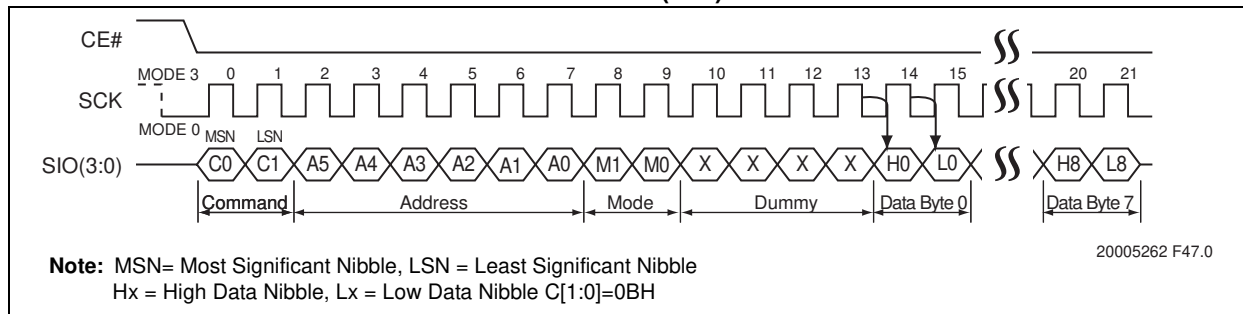 CE#
MODE 3 0 1 2 3 4 5 6 7 8 9 10 11 12 13 14 15 20 21
SCK
MODE 0
MSN LSN
SIO(3:0) C0 C1 A5 A4 A3 A2 A1 A0 M1 M0 X X X X H0 L0 H8 L8
Command Address Mode Dummy Data Byte 0 Data Byte 7
20005262 F47.0
Note: MSN= Most Significant Nibble, LSN = Least Significant Nibble
Hx = High Data Nibble, Lx = Low Data Nibble C[1:0]=0BH